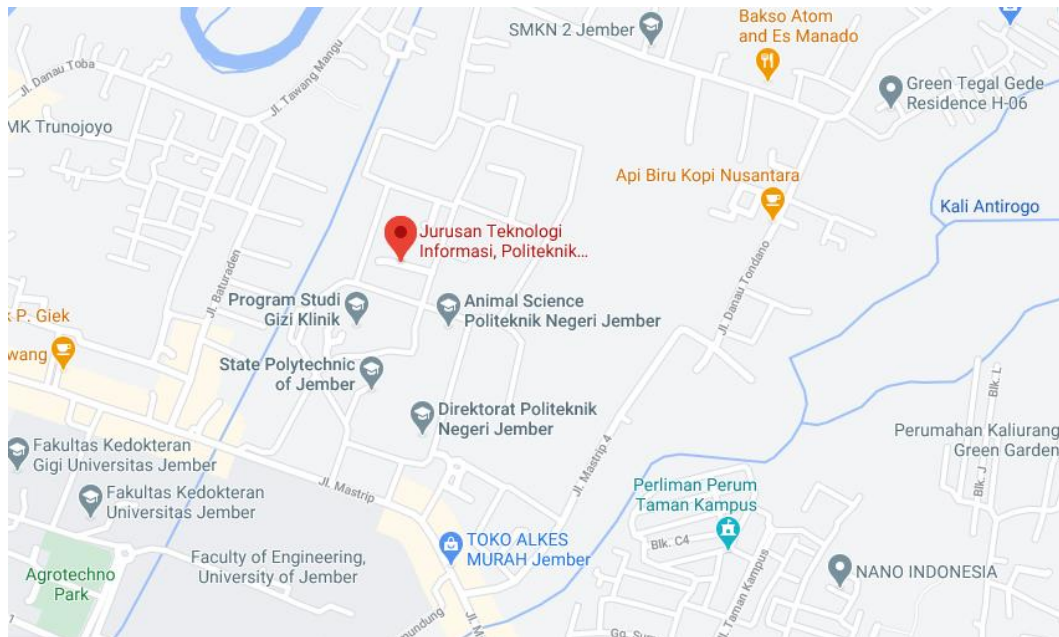 SMKN 2 Jember
Bakso Atom
and Es Manado
Jl. Danau Toba
Jl. Tawang Mangu
Green Tegal Gede
Residence H-06
MK Trunojoyo
Api Biru Kopi Nusantara
Kali Antirogo
Jurusan Teknologi
Informasi, Politeknik...
Jl. Baturaden
Jl. Danau Tondano
Program Studi
Gizi Klinik
Animal Science
Politeknik Negeri Jember
k P. Giek
wang
State Polytechnic
of Jember
Direktorat Politeknik
Negeri Jember
Blk. L
Perumahan Kaliurang
Green Garden
Fakultas Kedokteran
Gigi Universitas Jember
Jl. Mastrip
Jl. Mastrip 4
Blk. J
Fakultas Kedokteran
Universitas Jember
Perliman Perum
Taman Kampus
Blk. C4
TOKO ALKES
MURAH Jember
Faculty of Engineering,
University of Jember
Agrotechno
Park
Jl. Taman Kampus
NANO INDONESIA
Jl. M
mundung